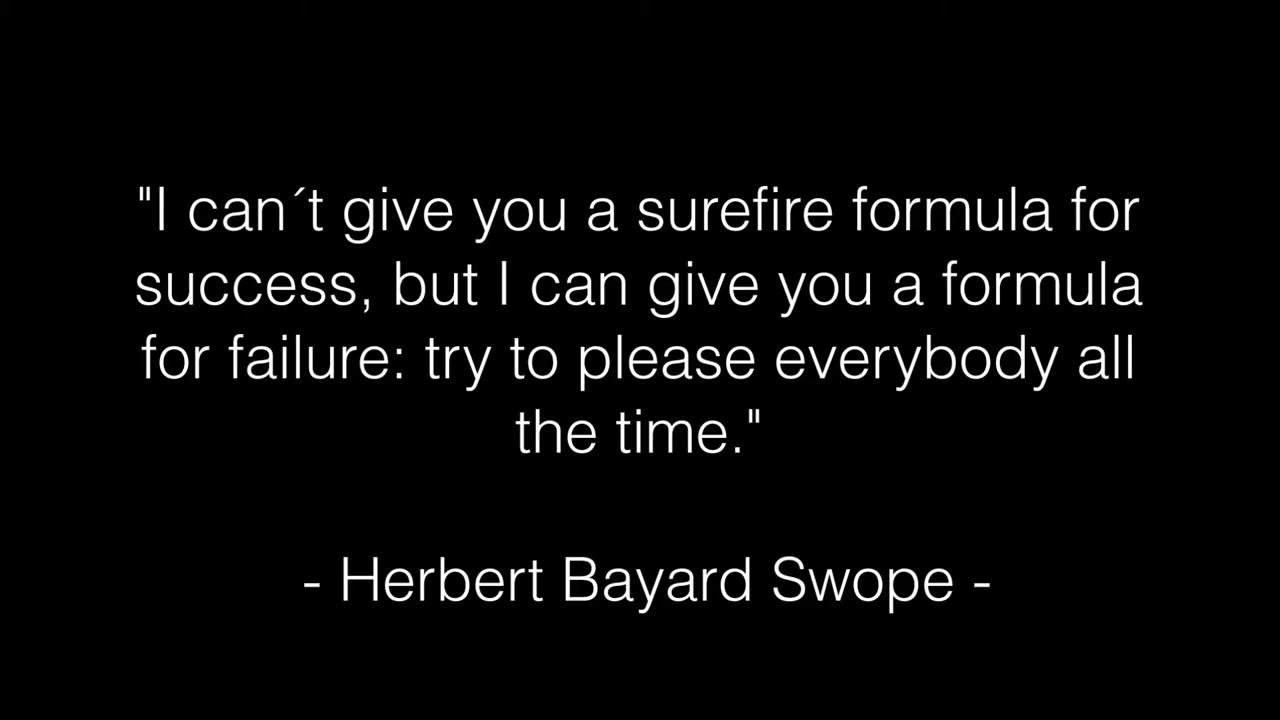 "I can´t give you a surefire formula for
success, but I can give you a formula
for failure: try to please everybody all
the time."
- Herbert Bayard Swope -